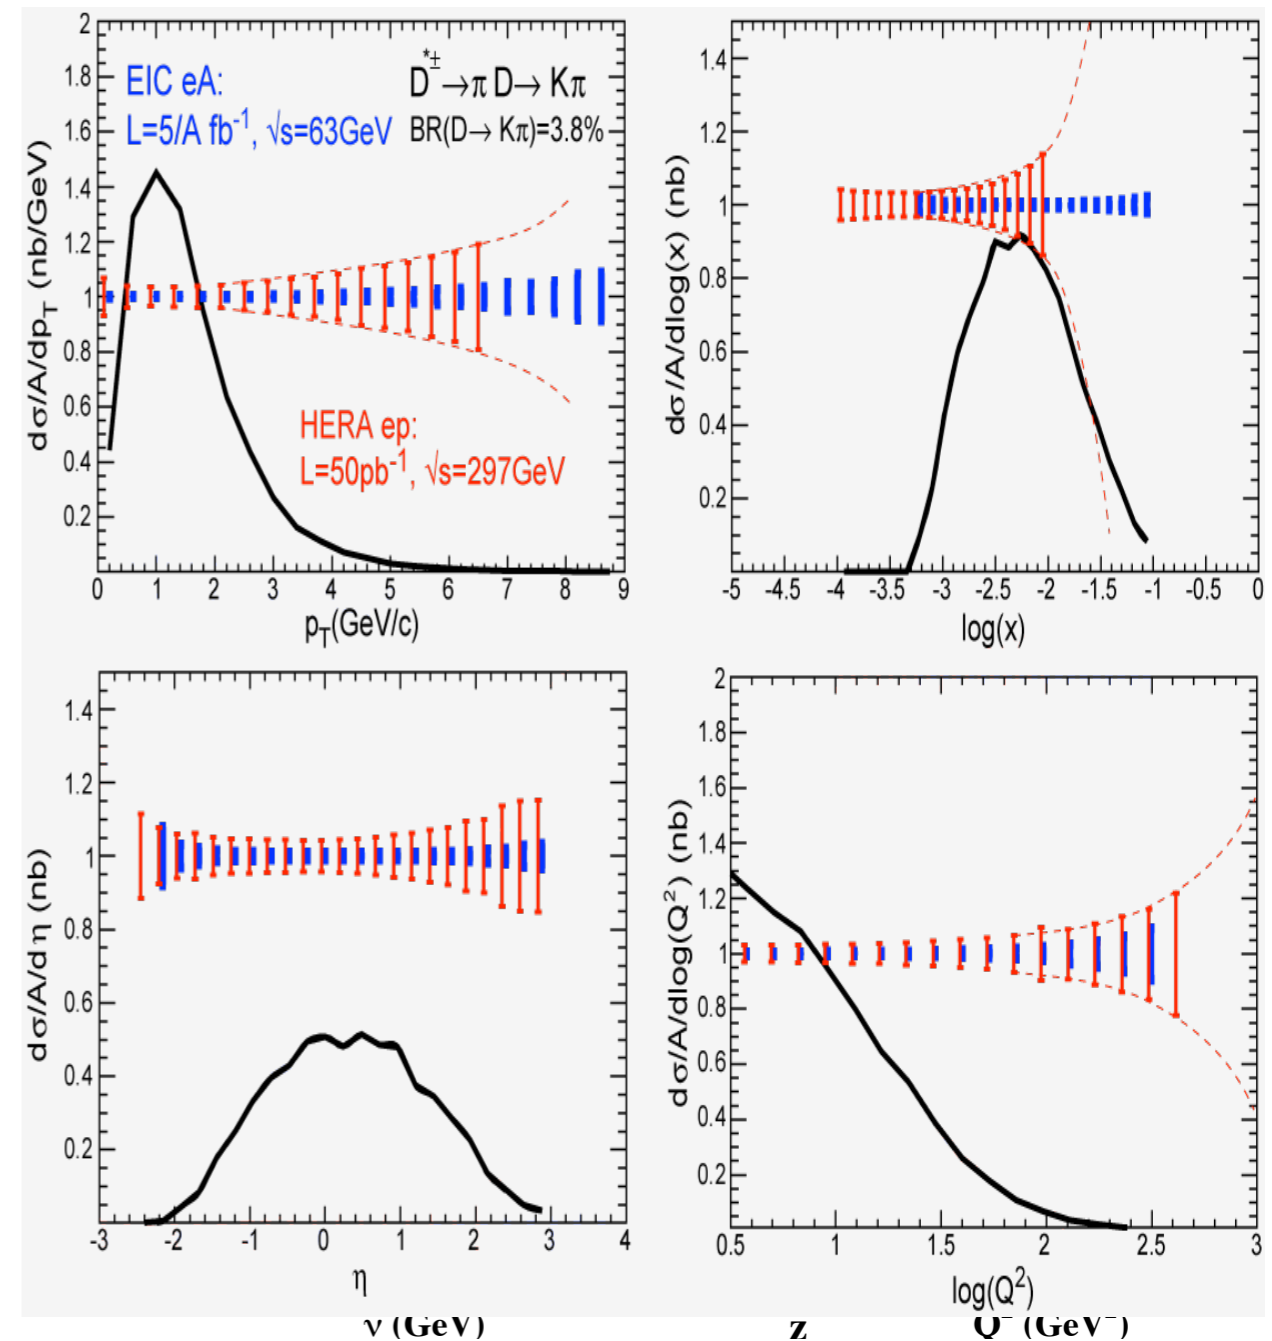 2
1.8
1.6
1.4
1.2
1
0.8
0.6
0.4
0.2
dσ/A/dp_T (nb/GeV)
EIC eA:
L=5/A fb⁻¹, √s=63GeV
D*±→π D→ Kπ
BR(D→ Kπ)=3.8%
HERA ep:
L=50pb⁻¹, √s=297GeV
0 1 2 3 4 5 6 7 8 9
p_T(GeV/c)
1.4
1.2
1
0.8
0.6
0.4
0.2
dσ/A/dlog(x) (nb)
-5 -4.5 -4 -3.5 -3 -2.5 -2 -1.5 -1 -0.5 0
log(x)
1.4
1.2
1
0.8
0.6
0.4
0.2
dσ/A/dη (nb)
-3 -2 -1 0 1 2 3 4
η
2
1.8
1.6
1.4
1.2
1
0.8
0.6
0.4
0.2
dσ/A/dlog(Q²) (nb)
0.5 1 1.5 2 2.5 3
log(Q²)
ν (GeV) z Q² (GeV²)